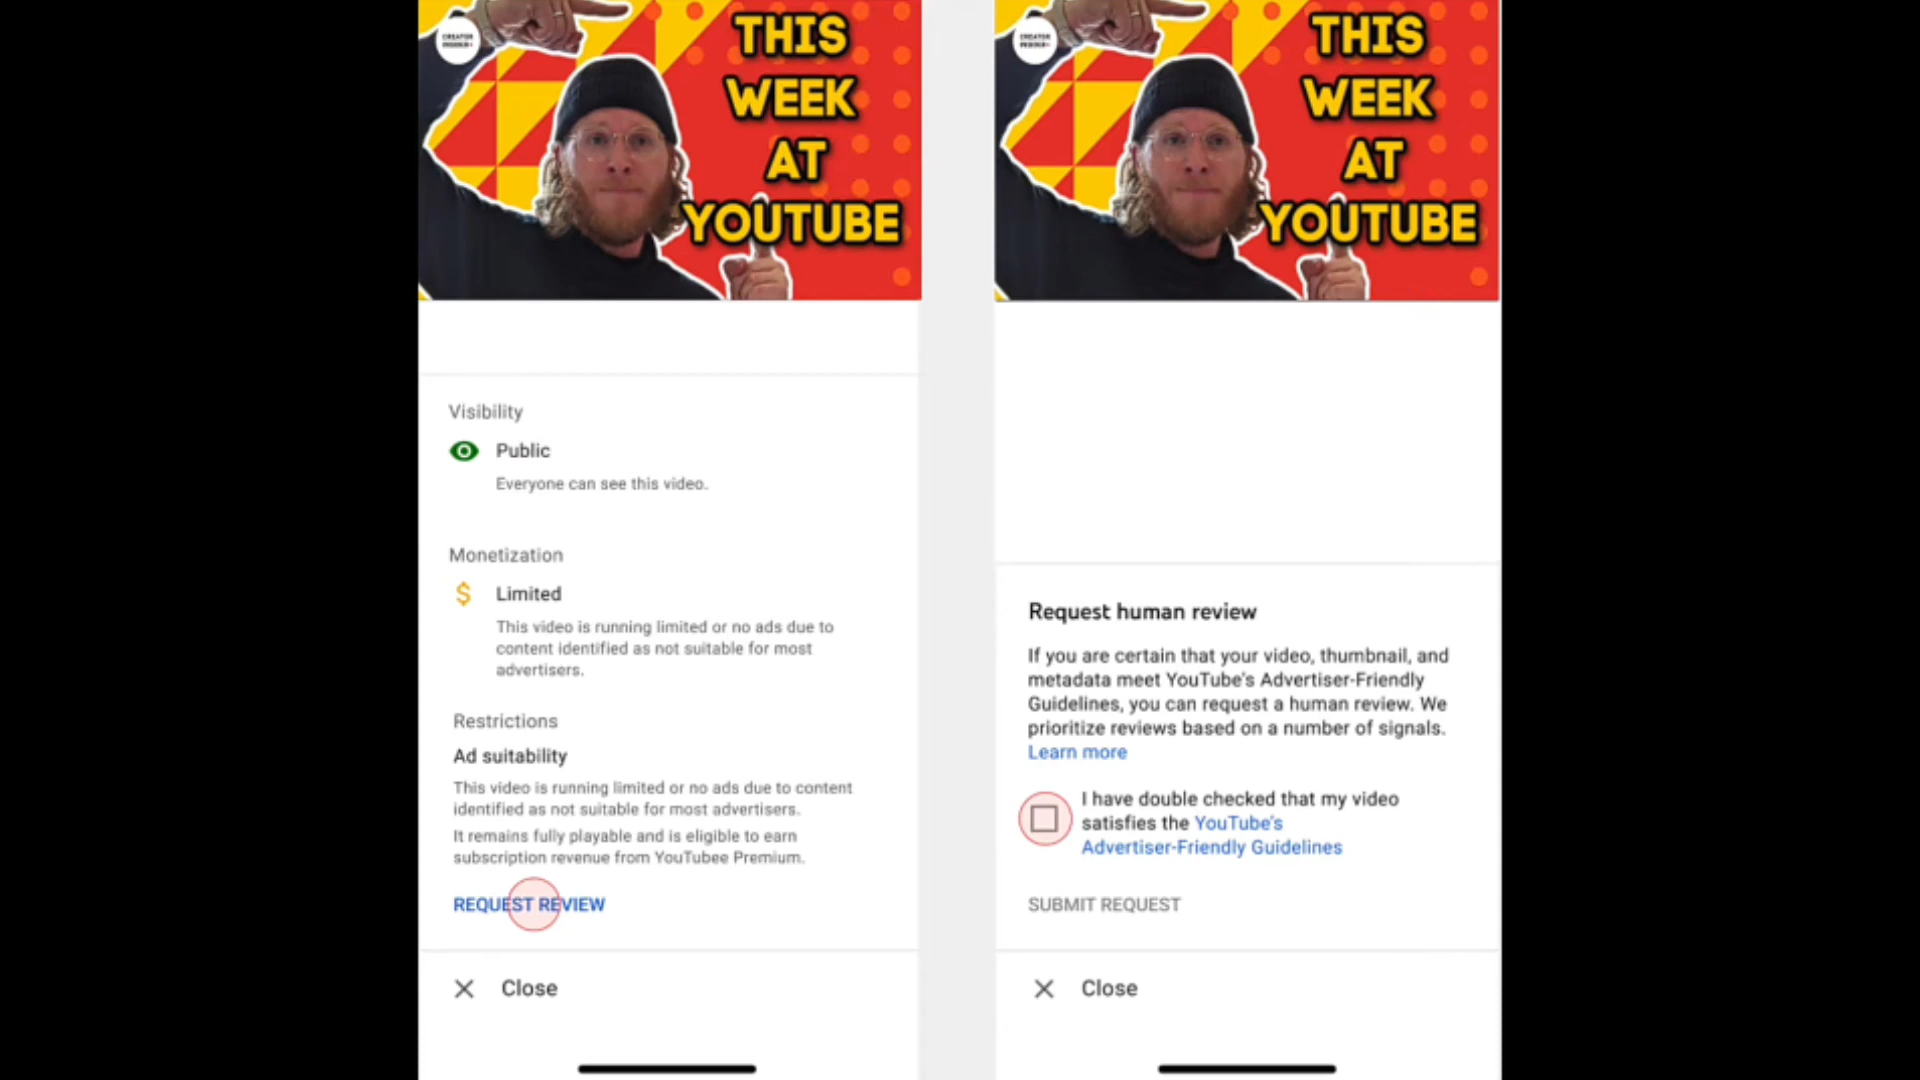 CREATOR
INSIDER
THIS
WEEK
AT
YOUTUBE
Visibility
Public
Everyone can see this video.
Monetization
$ Limited
This video is running limited or no ads due to
content identified as not suitable for most
advertisers.
Restrictions
Ad suitability
This video is running limited or no ads due to content
identified as not suitable for most advertisers.
It remains fully playable and is eligible to earn
subscription revenue from YouTubee Premium.
REQUEST REVIEW
Close
CREATOR
INSIDER
THIS
WEEK
AT
YOUTUBE
Request human review
If you are certain that your video, thumbnail, and
metadata meet YouTube's Advertiser-Friendly
Guidelines, you can request a human review. We
prioritize reviews based on a number of signals.
Learn more
I have double checked that my video
satisfies the YouTube's
Advertiser-Friendly Guidelines
SUBMIT REQUEST
Close